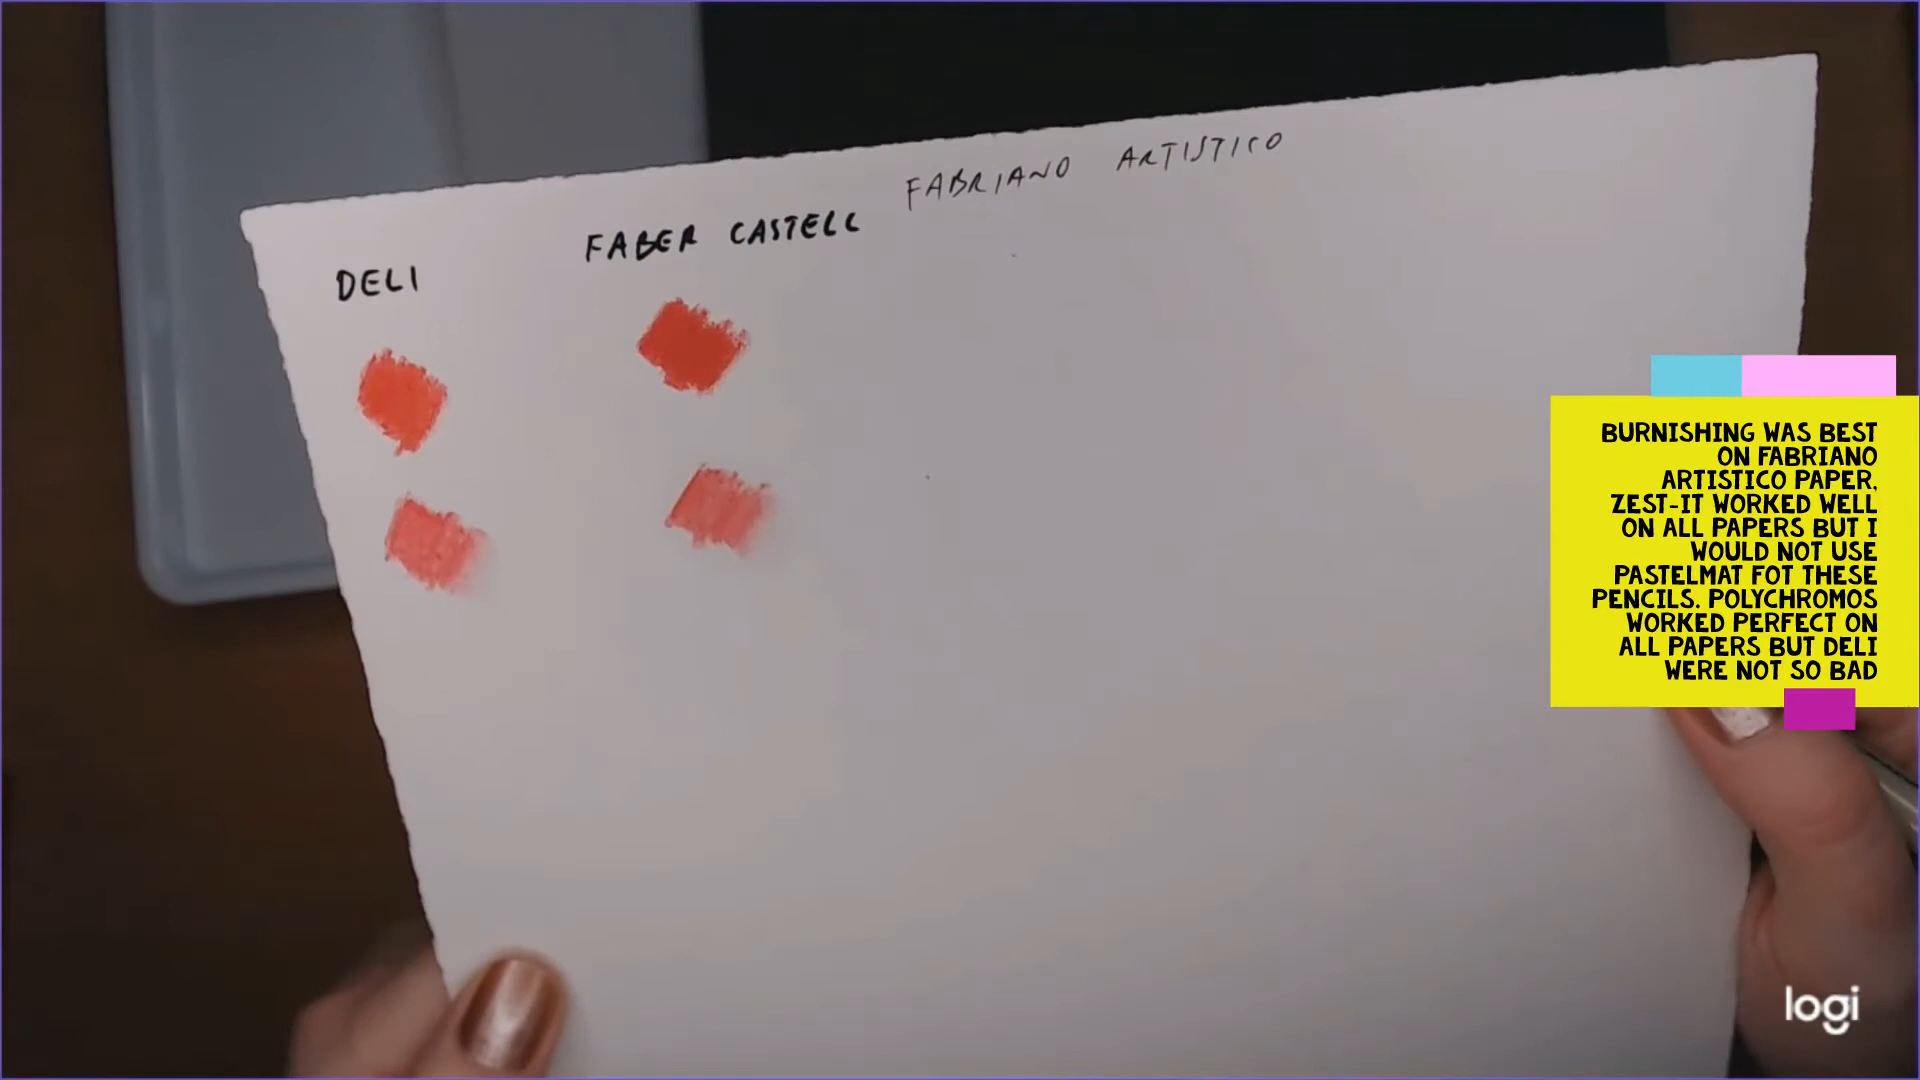 FABRIANO ARTISTICO
FABER CASTELL
DELI
BURNISHING WAS BEST
ON FABRIANO
ARTISTICO PAPER.
ZEST-IT WORKED WELL
ON ALL PAPERS BUT I
WOULD NOT USE
PASTELMAT FOT THESE
PENCILS. POLYCHROMOS
WORKED PERFECT ON
ALL PAPERS BUT DELI
WERE NOT SO BAD
logi